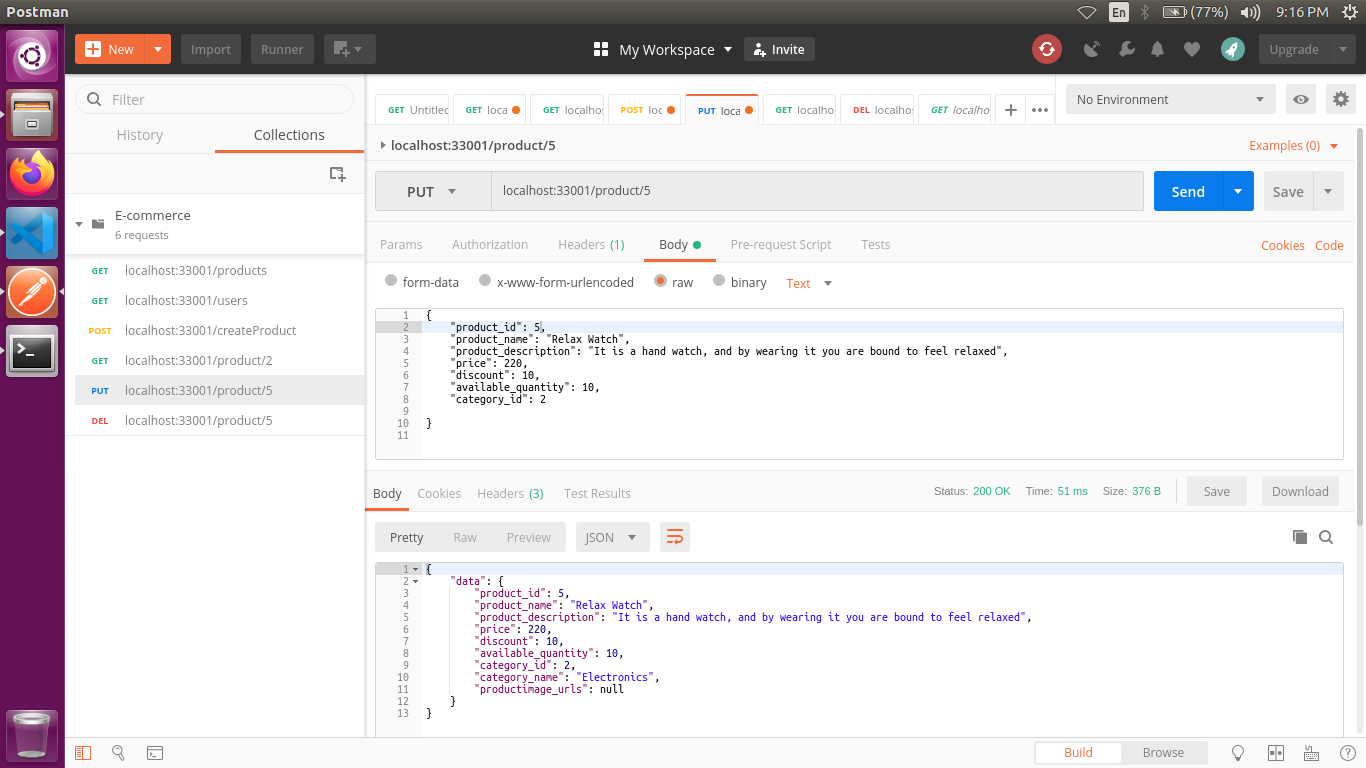 Postman
En
(77%)
9:16 PM
New
Import
Runner
My Workspace
Invite
Upgrade
Filter
History
Collections
E-commerce
6 requests
GET localhost:33001/products
GET localhost:33001/users
POST localhost:33001/createProduct
GET localhost:33001/product/2
PUT localhost:33001/product/5
DEL localhost:33001/product/5
GET Untitled
GET loca
GET localhos
POST loc
PUT loca
GET localho
DEL localho
GET localho
No Environment
localhost:33001/product/5
Examples (0)
PUT
localhost:33001/product/5
Send
Save
Params
Authorization
Headers (1)
Body
Pre-request Script
Tests
Cookies
Code
form-data
x-www-form-urlencoded
raw
binary
Text
1 {
2 "product_id": 5,
3 "product_name": "Relax Watch",
4 "product_description": "It is a hand watch, and by wearing it you are bound to feel relaxed",
5 "price": 220,
6 "discount": 10,
7 "available_quantity": 10,
8 "category_id": 2
9
10 }
11
Body
Cookies
Headers (3)
Test Results
Status: 200 OK
Time: 51 ms
Size: 376 B
Save
Download
Pretty
Raw
Preview
JSON
1 {
2 "data": {
3 "product_id": 5,
4 "product_name": "Relax Watch",
5 "product_description": "It is a hand watch, and by wearing it you are bound to feel relaxed",
6 "price": 220,
7 "discount": 10,
8 "available_quantity": 10,
9 "category_id": 2,
10 "category_name": "Electronics",
11 "productimage_urls": null
12 }
13 }
Build
Browse